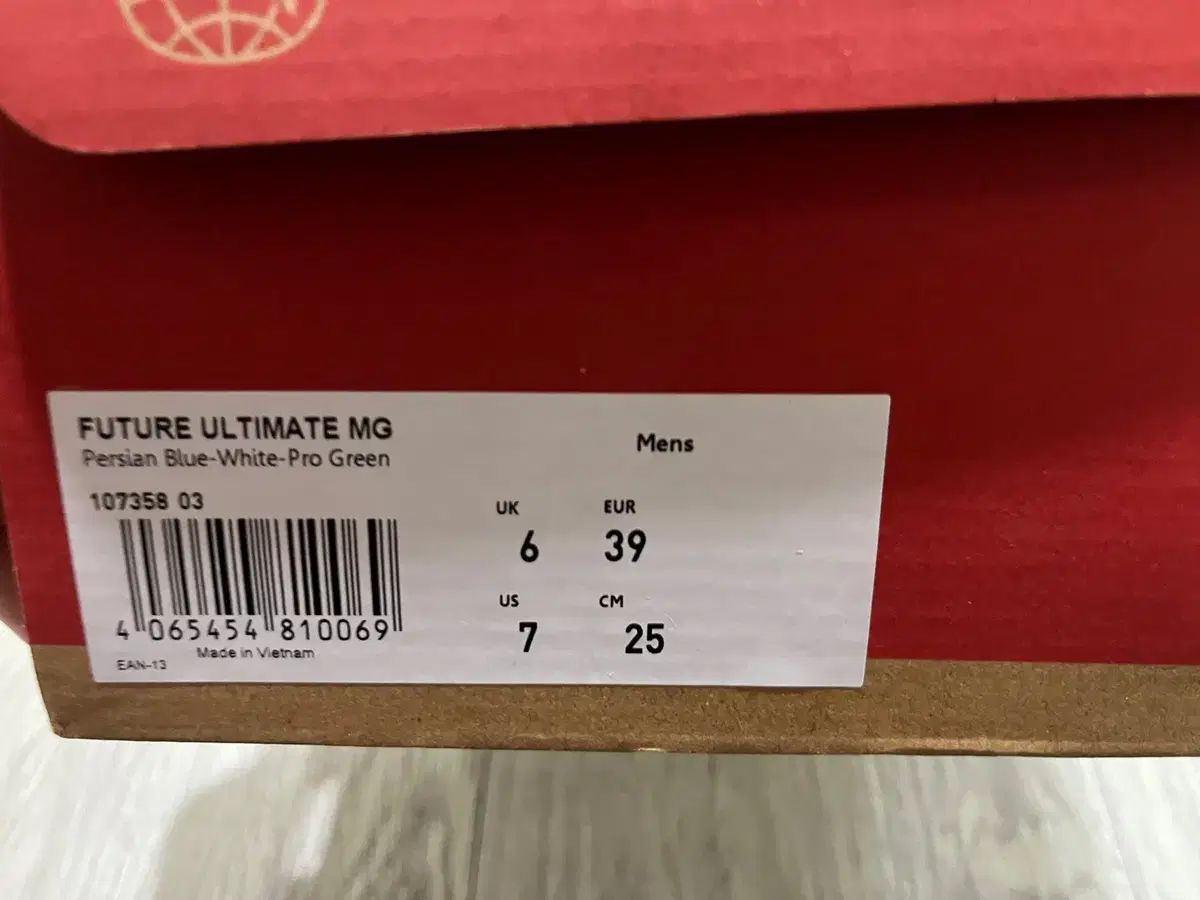 FUTURE ULTIMATE MG
Persian Blue-White-Pro Green
Mens
107358 03
UK EUR
6 39
US CM
7 25
4 065454 810069
Made in Vietnam
EAN-13